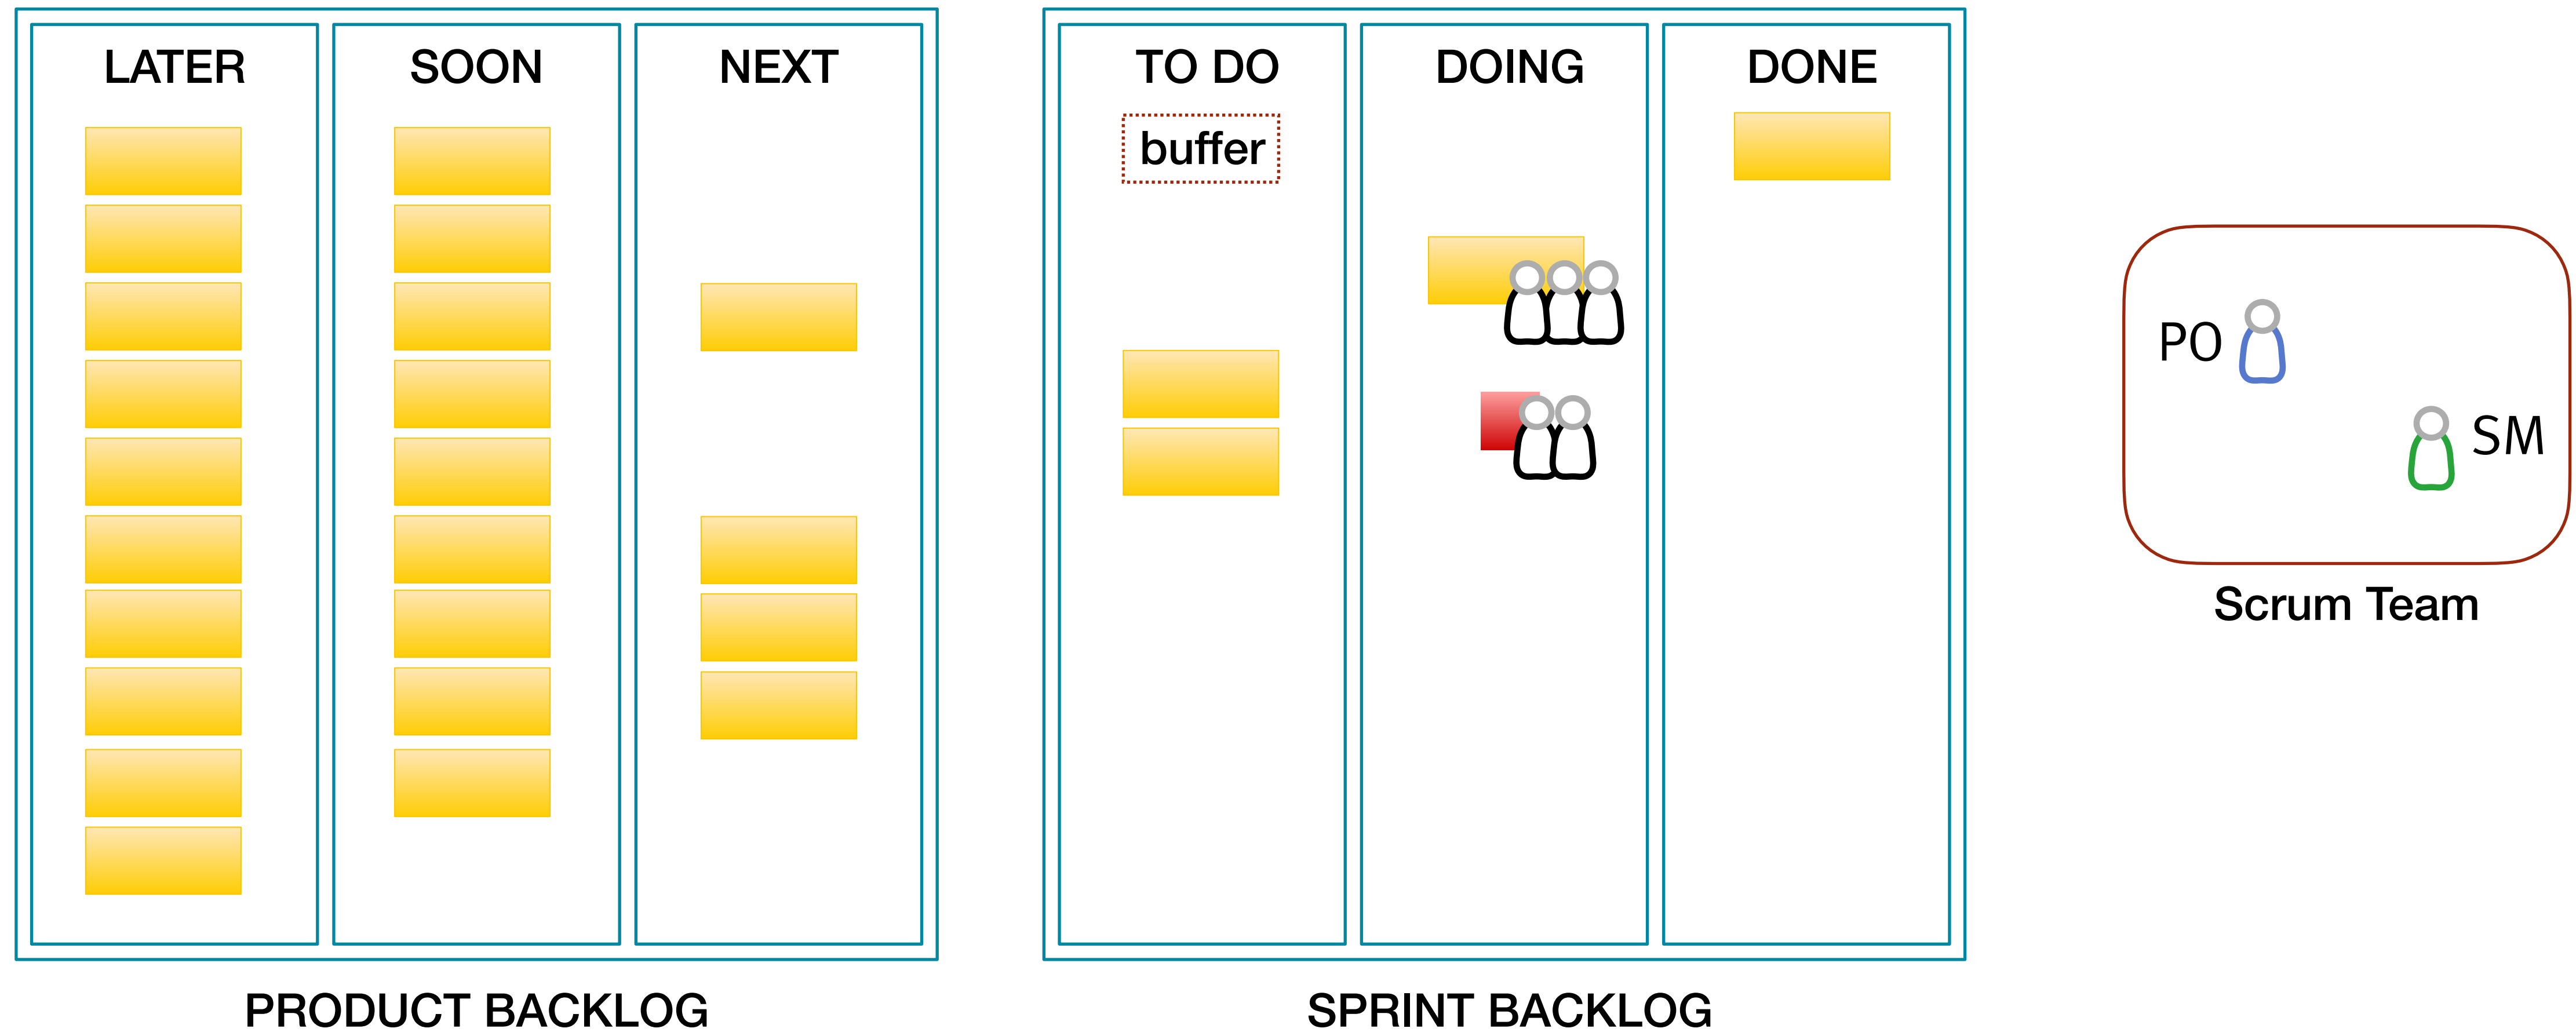 LATER
SOON
NEXT
TO DO
DOING
DONE
buffer
PO
SM
Scrum Team
PRODUCT BACKLOG
SPRINT BACKLOG